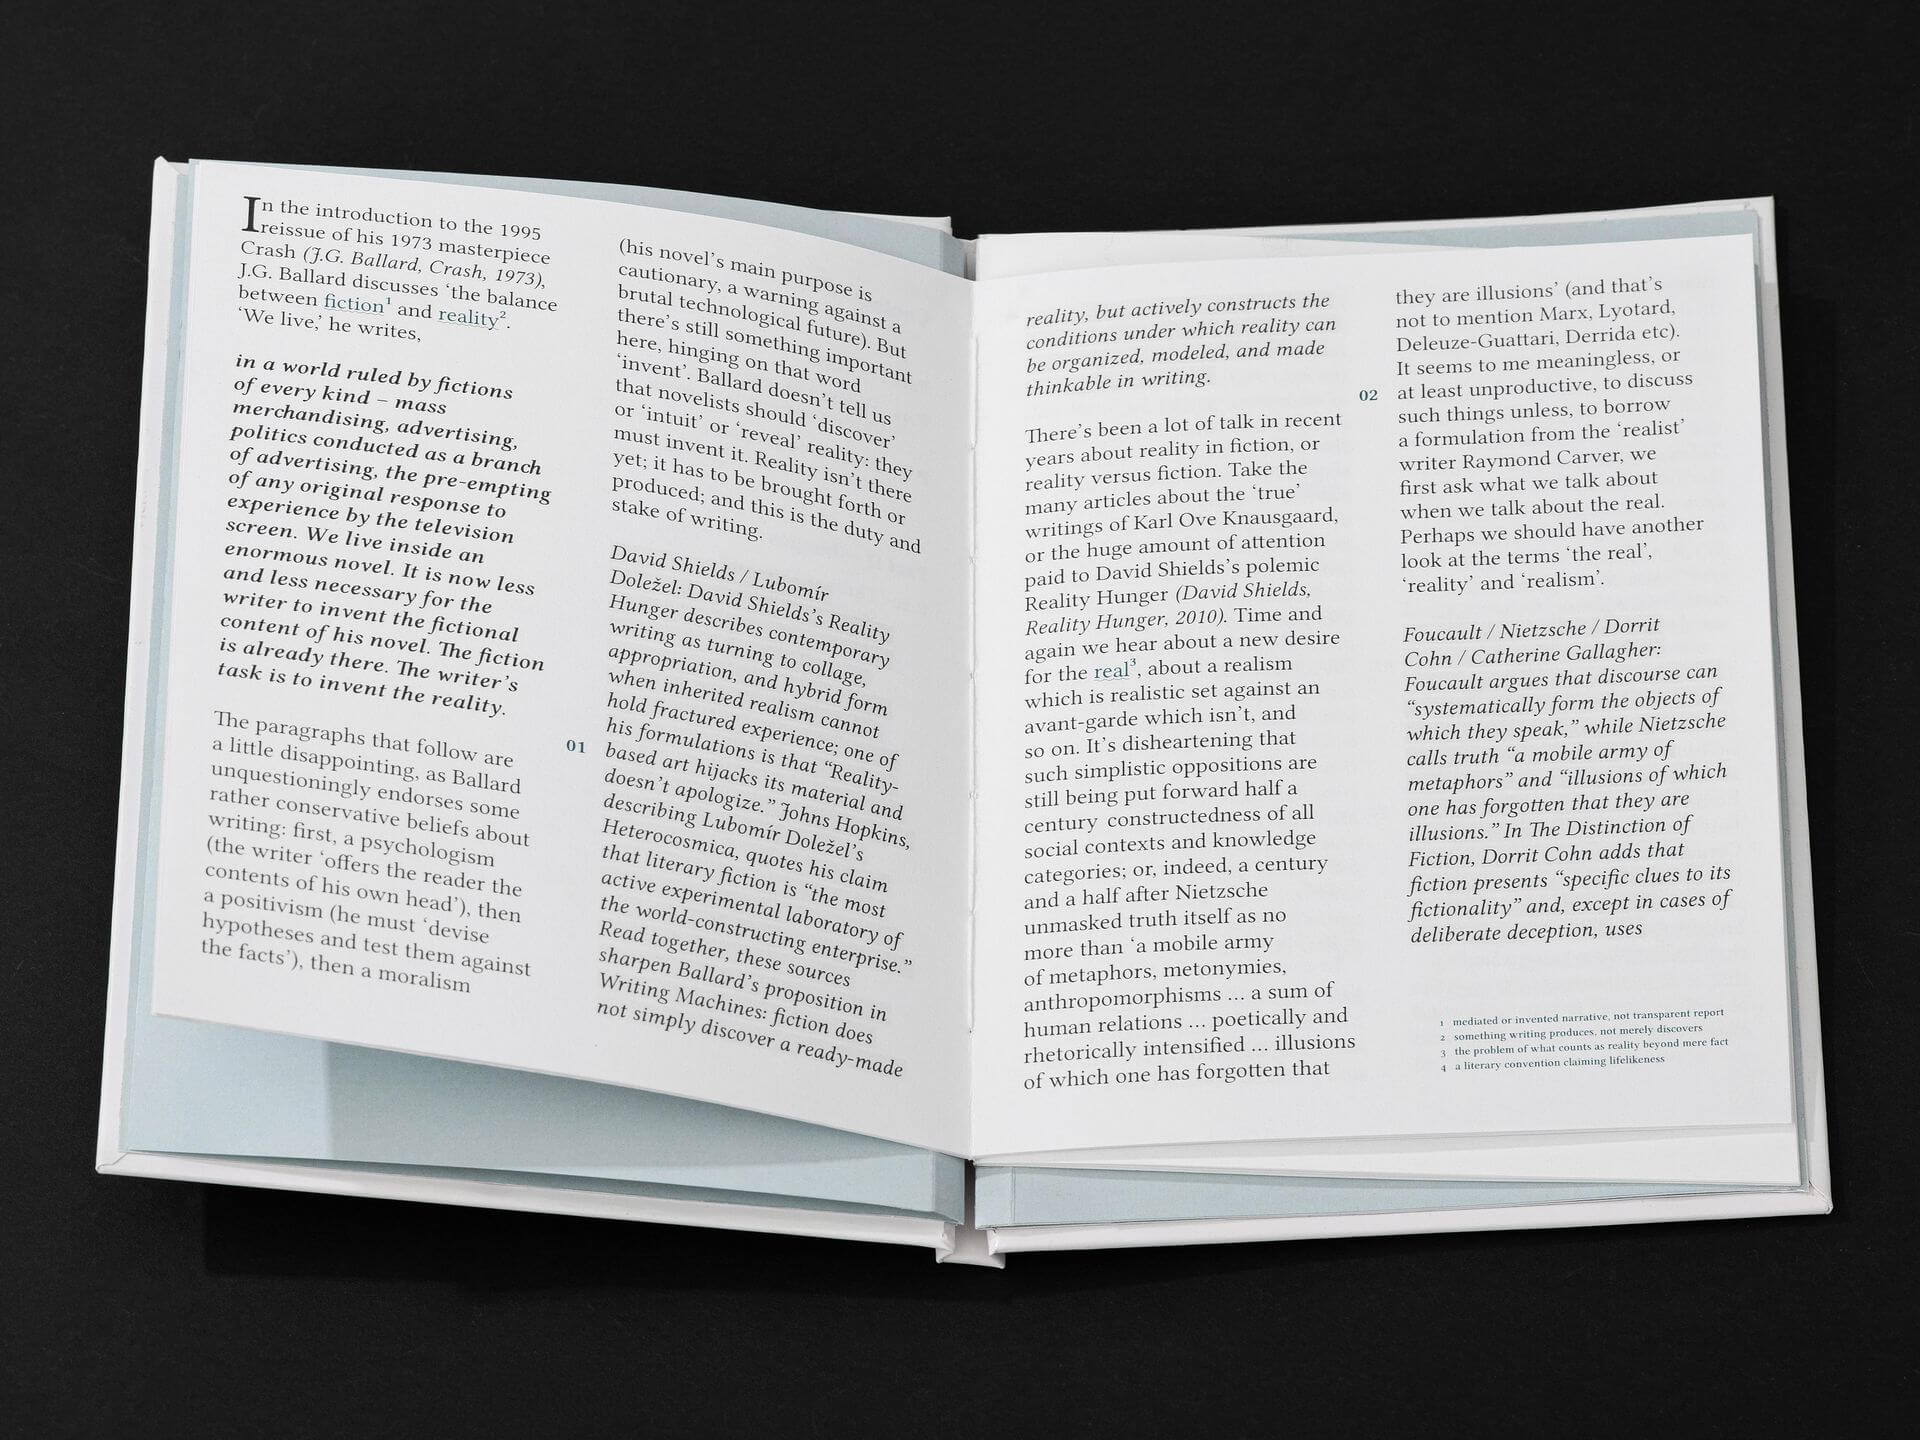 In the introduction to the 1995
reissue of his 1973 masterpiece
Crash (J.G. Ballard, Crash, 1973),
J.G. Ballard discusses ‘the balance
between fiction¹ and reality².
‘We live,’ he writes,
in a world ruled by fictions
of every kind – mass
merchandising, advertising,
politics conducted as a branch
of advertising, the pre-empting
of any original response to
experience by the television
screen. We live inside an
enormous novel. It is now less
and less necessary for the
writer to invent the fictional
content of his novel. The fiction
is already there. The writer’s
task is to invent the reality.
The paragraphs that follow are
a little disappointing, as Ballard
unquestioningly endorses some
rather conservative beliefs about
writing: first, a psychologism
(the writer ‘offers the reader the
contents of his own head’), then
a positivism (he must ‘devise
hypotheses and test them against
the facts’), then a moralism
(his novel’s main purpose is
cautionary, a warning against a
brutal technological future). But
there’s still something important
here, hinging on that word
‘invent’. Ballard doesn’t tell us
that novelists should ‘discover’
or ‘intuit’ or ‘reveal’ reality: they
must invent it. Reality isn’t there
yet; it has to be brought forth or
produced; and this is the duty and
stake of writing.
David Shields / Lubomír
Doležel: David Shields’s Reality
Hunger describes contemporary
writing as turning to collage,
appropriation, and hybrid form
when inherited realism cannot
hold fractured experience; one of
his formulations is that “Reality-
01
based art hijacks its material and
doesn’t apologize.” Johns Hopkins,
describing Lubomír Doležel’s
Heterocosmica, quotes his claim
that literary fiction is “the most
active experimental laboratory of
the world-constructing enterprise.”
Read together, these sources
sharpen Ballard’s proposition in
Writing Machines: fiction does
not simply discover a ready-made
reality, but actively constructs the
conditions under which reality can
be organized, modeled, and made
thinkable in writing.
There’s been a lot of talk in recent
years about reality in fiction, or
reality versus fiction. Take the
many articles about the ‘true’
writings of Karl Ove Knausgaard,
or the huge amount of attention
paid to David Shields’s polemic
Reality Hunger (David Shields,
Reality Hunger, 2010). Time and
again we hear about a new desire
for the real³, about a realism
which is realistic set against an
avant-garde which isn’t, and
so on. It’s disheartening that
such simplistic oppositions are
still being put forward half a
century constructedness of all
social contexts and knowledge
categories; or, indeed, a century
and a half after Nietzsche
unmasked truth itself as no
more than ‘a mobile army
of metaphors, metonymies,
anthropomorphisms ... a sum of
human relations ... poetically and
rhetorically intensified ... illusions
of which one has forgotten that
they are illusions’ (and that’s
not to mention Marx, Lyotard,
Deleuze-Guattari, Derrida etc).
It seems to me meaningless, or
02
at least unproductive, to discuss
such things unless, to borrow
a formulation from the ‘realist’
writer Raymond Carver, we
first ask what we talk about
when we talk about the real.
Perhaps we should have another
look at the terms ‘the real’,
‘reality’ and ‘realism’.
Foucault / Nietzsche / Dorrit
Cohn / Catherine Gallagher:
Foucault argues that discourse can
“systematically form the objects of
which they speak,” while Nietzsche
calls truth “a mobile army of
metaphors” and “illusions of which
one has forgotten that they are
illusions.” In The Distinction of
Fiction, Dorrit Cohn adds that
fiction presents “specific clues to its
fictionality” and, except in cases of
deliberate deception, uses
1 mediated or invented narrative, not transparent report
2 something writing produces, not merely discovers
3 the problem of what counts as reality beyond mere fact
4 a literary convention claiming lifelikeness